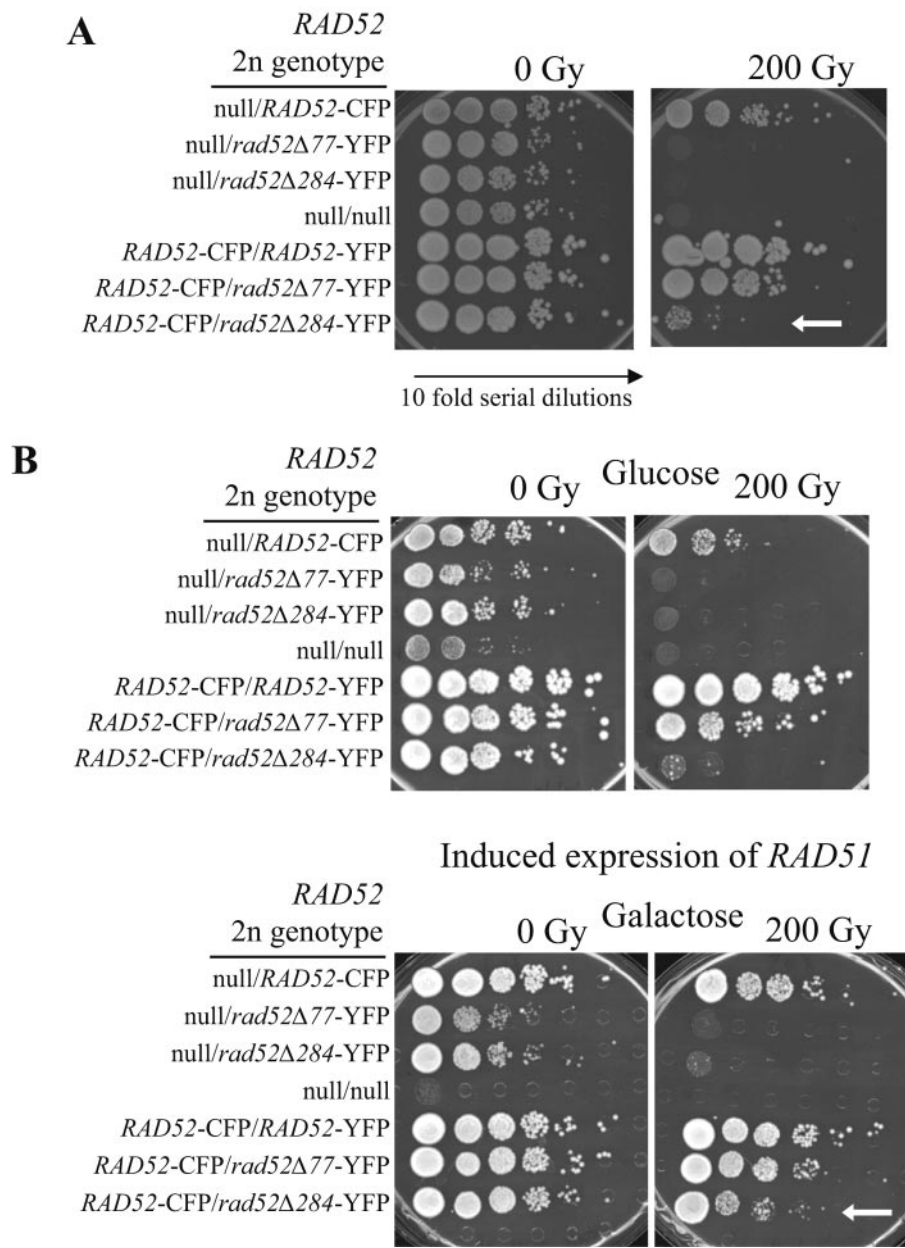 A
RAD52
2n genotype
0 Gy
200 Gy
null/RAD52-CFP
null/rad52Δ77-YFP
null/rad52Δ284-YFP
null/null
RAD52-CFP/RAD52-YFP
RAD52-CFP/rad52Δ77-YFP
RAD52-CFP/rad52Δ284-YFP
10 fold serial dilutions
B
RAD52
2n genotype
0 Gy
Glucose
200 Gy
null/RAD52-CFP
null/rad52Δ77-YFP
null/rad52Δ284-YFP
null/null
RAD52-CFP/RAD52-YFP
RAD52-CFP/rad52Δ77-YFP
RAD52-CFP/rad52Δ284-YFP
Induced expression of RAD51
RAD52
2n genotype
0 Gy
Galactose
200 Gy
null/RAD52-CFP
null/rad52Δ77-YFP
null/rad52Δ284-YFP
null/null
RAD52-CFP/RAD52-YFP
RAD52-CFP/rad52Δ77-YFP
RAD52-CFP/rad52Δ284-YFP